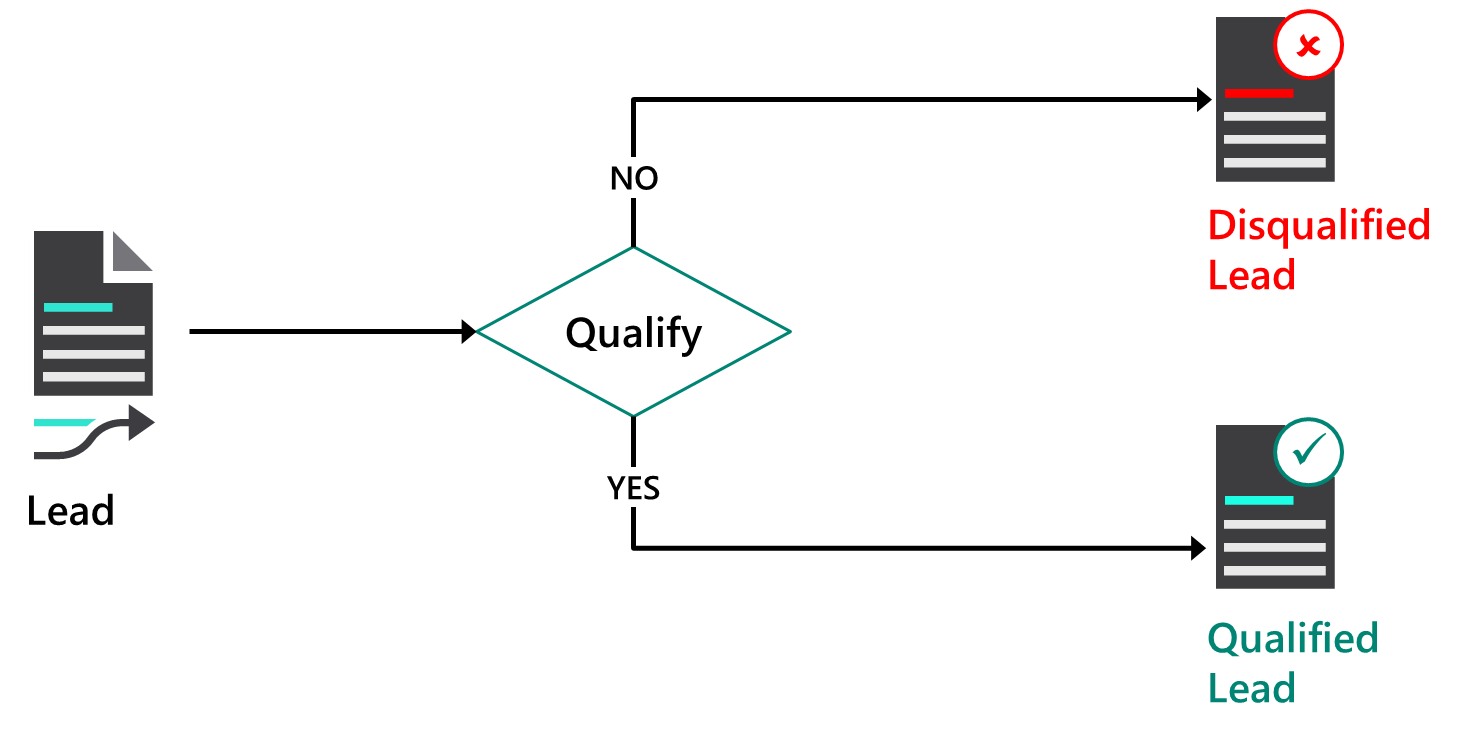 NO
Disqualified
Lead
Qualify
Lead
YES
Qualified
Lead